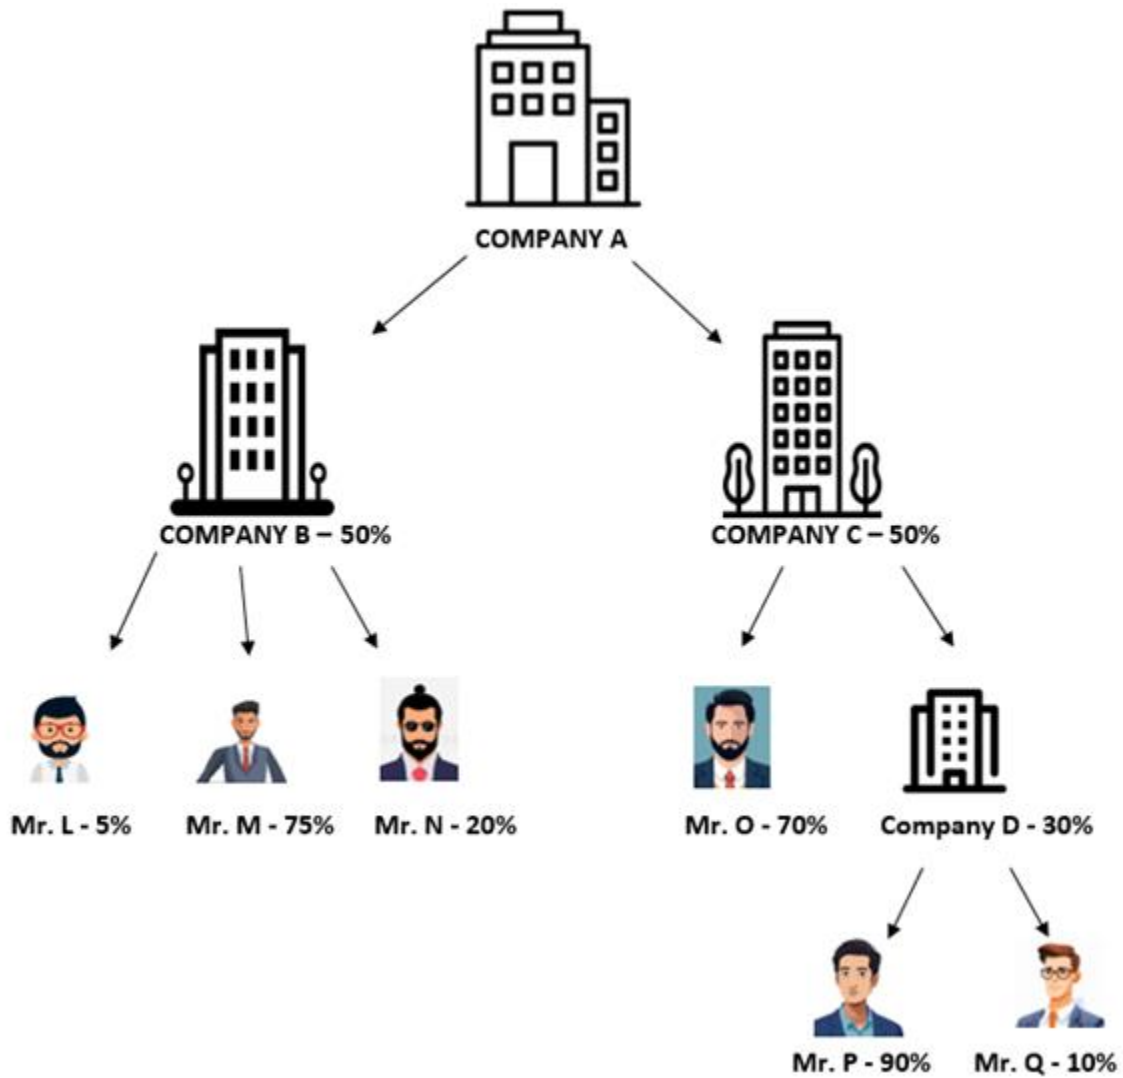 COMPANY A
COMPANY B – 50%
COMPANY C – 50%
Mr. L - 5%
Mr. M - 75%
Mr. N - 20%
Mr. O - 70%
Company D - 30%
Mr. P - 90%
Mr. Q - 10%